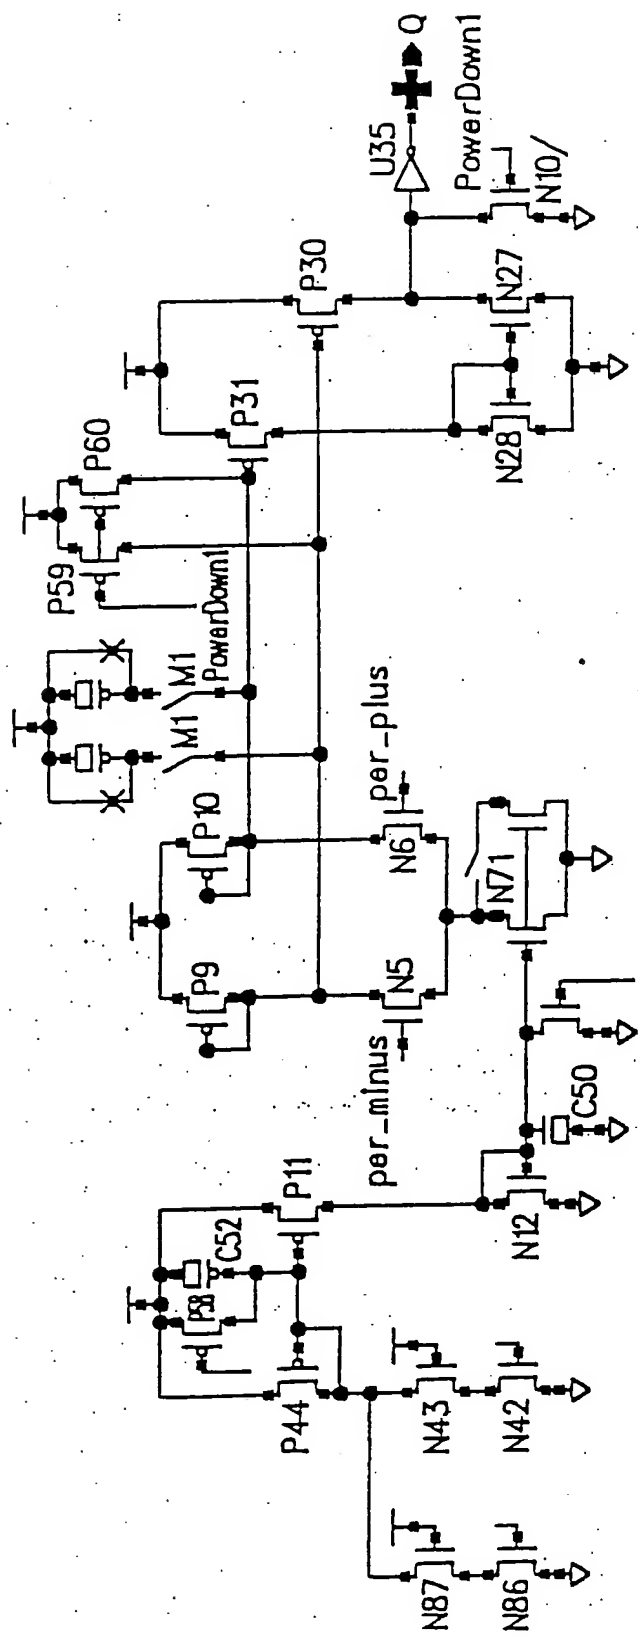 P44
P58
C52
P11
P9
P10
M1
M1
P59
P60
PowerDown1
P31
P30
U35
Q
PowerDown1
N10/
N87
N86
N43
N42
N12
C50
per_minus
N5
N6
per_plus
N71
N28
N27